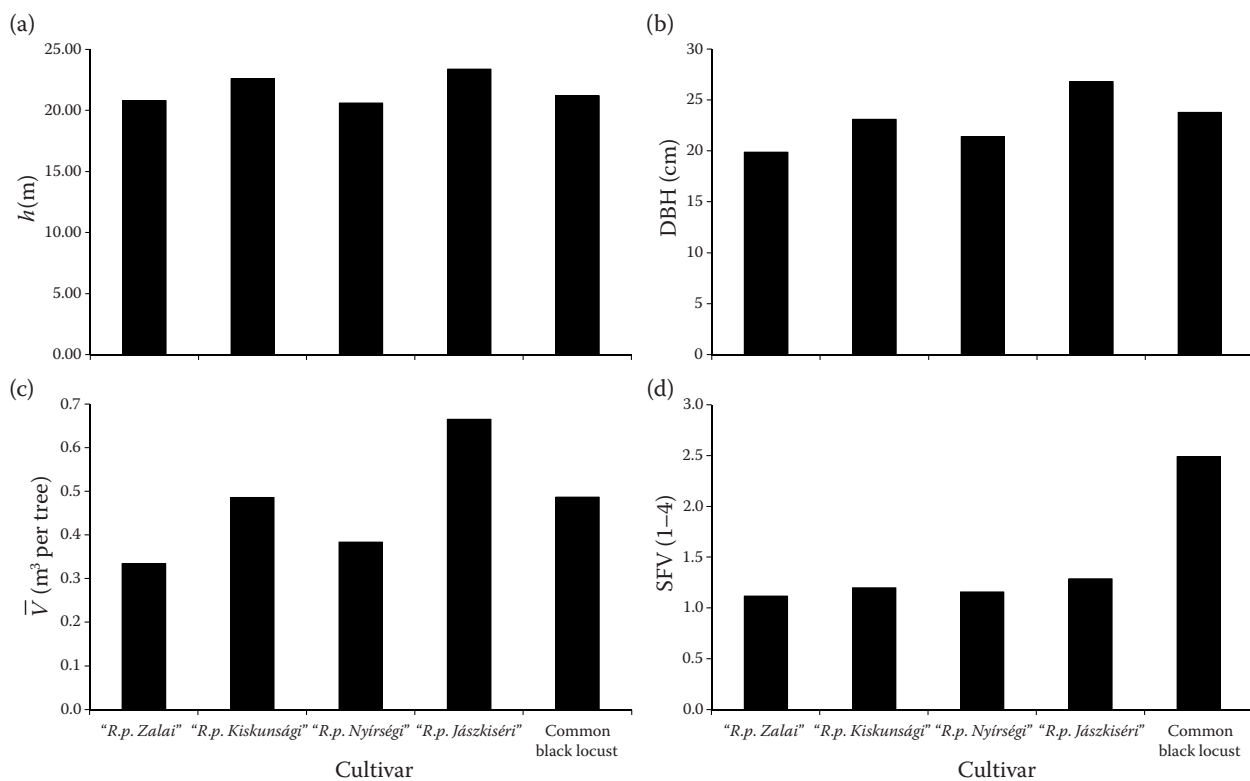 (a)
25.00
20.00
15.00
10.00
5.00
0.00
h(m)
(b)
30
25
20
15
10
5
0
DBH (cm)
(c)
0.7
0.6
0.5
0.4
0.3
0.2
0.1
0.0
V̅ (m³ per tree)
“R.p. Zalai” “R.p. Kiskunsági” “R.p. Nyírségi” “R.p. Jászkiséri” Common
black locust
Cultivar
(d)
3.0
2.5
2.0
1.5
1.0
0.5
0.0
SFV (1–4)
“R.p. Zalai” “R.p. Kiskunsági” “R.p. Nyírségi” “R.p. Jászkiséri” Common
black locust
Cultivar